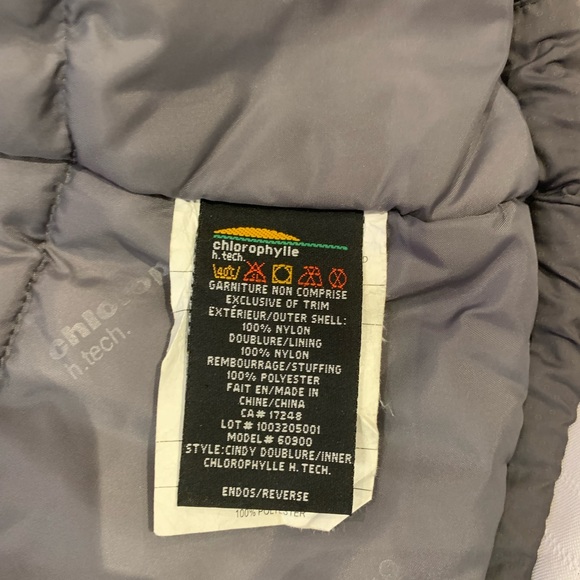 chlorophylle
h.tech.
40°C
CL
GARNITURE NON COMPRISE
EXCLUSIVE OF TRIM
EXTÉRIEUR/OUTER SHELL:
100% NYLON
DOUBLURE/LINING
100% NYLON
REMBOURRAGE/STUFFING
100% POLYESTER
FAIT EN/MADE IN
CHINE/CHINA
CA# 17248
LOT# 1003205001
MODEL# 60900
STYLE:CINDY DOUBLURE/INNER
CHLOROPHYLLE H. TECH.
ENDOS/REVERSE
100% POLYESTER
h.tech.